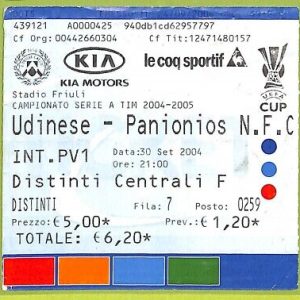 439121 A0000425 940db1cd62957797
Cf Org:00442660304 Cf Tit:12471480157
KIA le coq sportif
KIA MOTORS
UEFA
CUP
Stadio Friuli
CAMPIONATO SERIE A TIM 2004-2005
Udinese - Panionios N.F.C
INT.PV1 Data:30 Set 2004
Ore: 21:00
Distinti Centrali F
DISTINTI Fila: 7 Posto: 0259
Prezzo:€5,00* Prev.:€1,20*
TOTALE: €6,20*